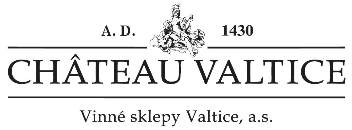 A. D. 1430
CHÂTEAU VALTICE
Vinné sklepy Valtice, a.s.